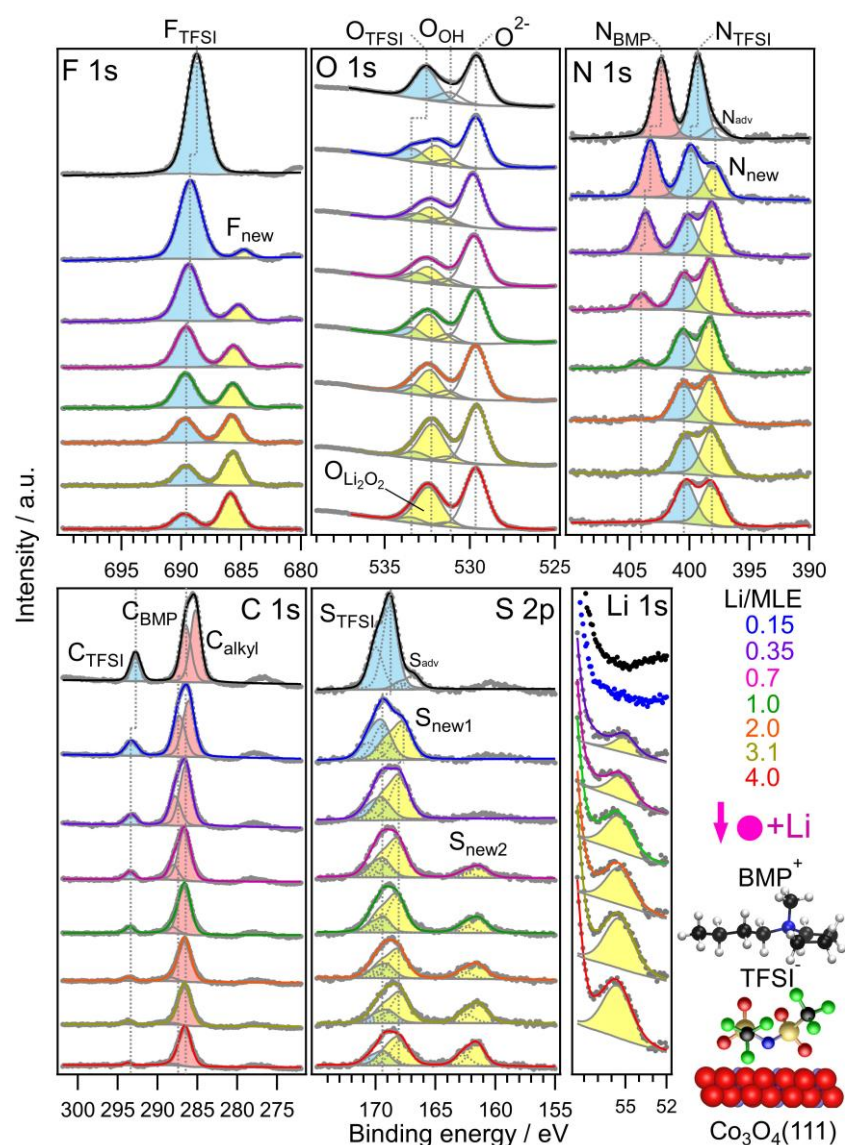 F_TFSI
O_TFSI O_OH O²⁻
N_BMP N_TFSI
F 1s
O 1s
N 1s
N_adv
F_new
N_new
O_Li₂O₂
695 690 685 680
535 530 525
405 400 395 390
Intensity / a.u.
C 1s
S 2p
Li 1s
C_TFSI
C_BMP
C_alkyl
S_TFSI
S_adv
S_new1
S_new2
300 295 290 285 280 275
170 165 160 155
55 52
Binding energy / eV
Li/MLE
0.15
0.35
0.7
1.0
2.0
3.1
4.0
+Li
BMP⁺
TFSI⁻
Co₃O₄(111)